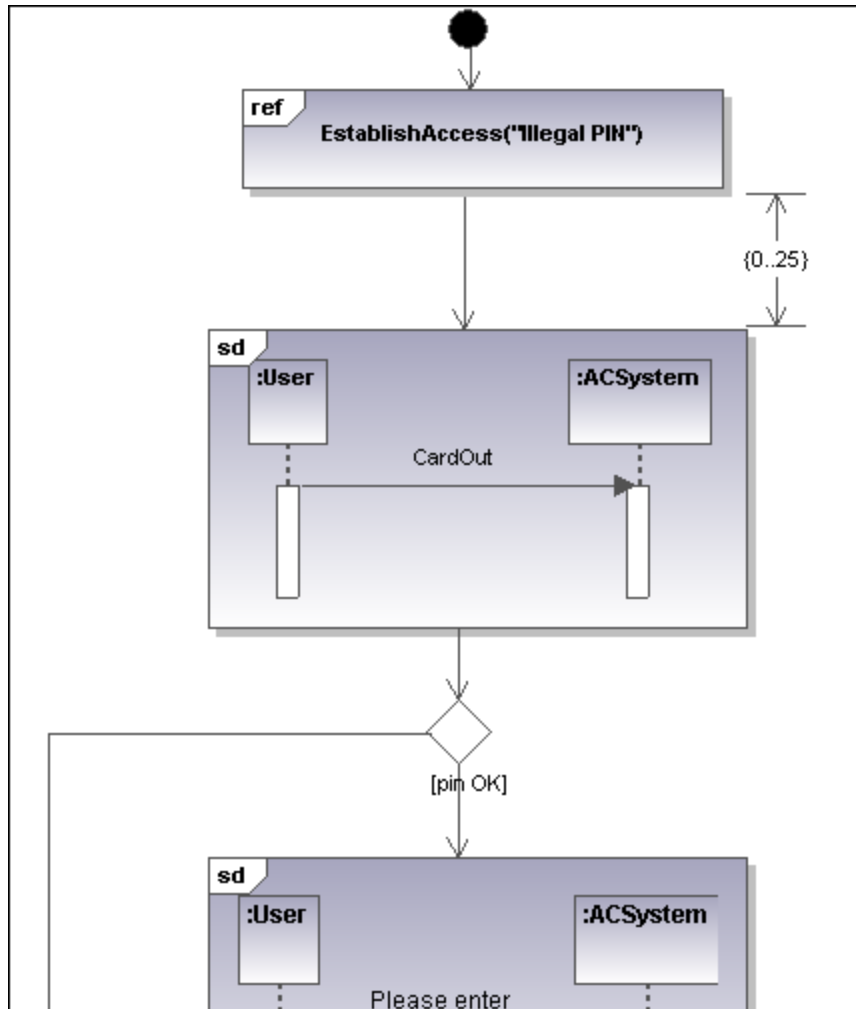 ref
EstablishAccess("Illegal PIN")
{0..25}
sd
:User
:ACSystem
CardOut
[pin OK]
sd
:User
:ACSystem
Please enter